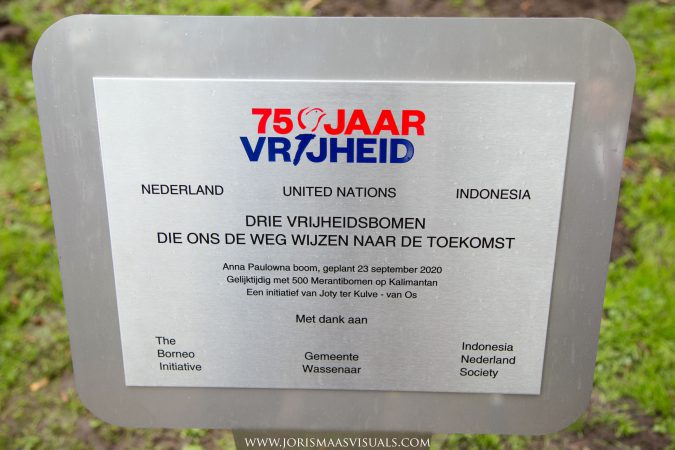 75 JAAR
VRIJHEID
NEDERLAND UNITED NATIONS INDONESIA
DRIE VRIJHEIDSBOMEN
DIE ONS DE WEG WIJZEN NAAR DE TOEKOMST
Anna Paulowna boom, geplant 23 september 2020
Gelijktijdig met 500 Merantibomen op Kalimantan
Een initiatief van Joty ter Kulve - van Os
Met dank aan
The
Borneo
Initiative
Gemeente
Wassenaar
Indonesia
Nederland
Society
WWW.JORISMAASVISUALS.COM